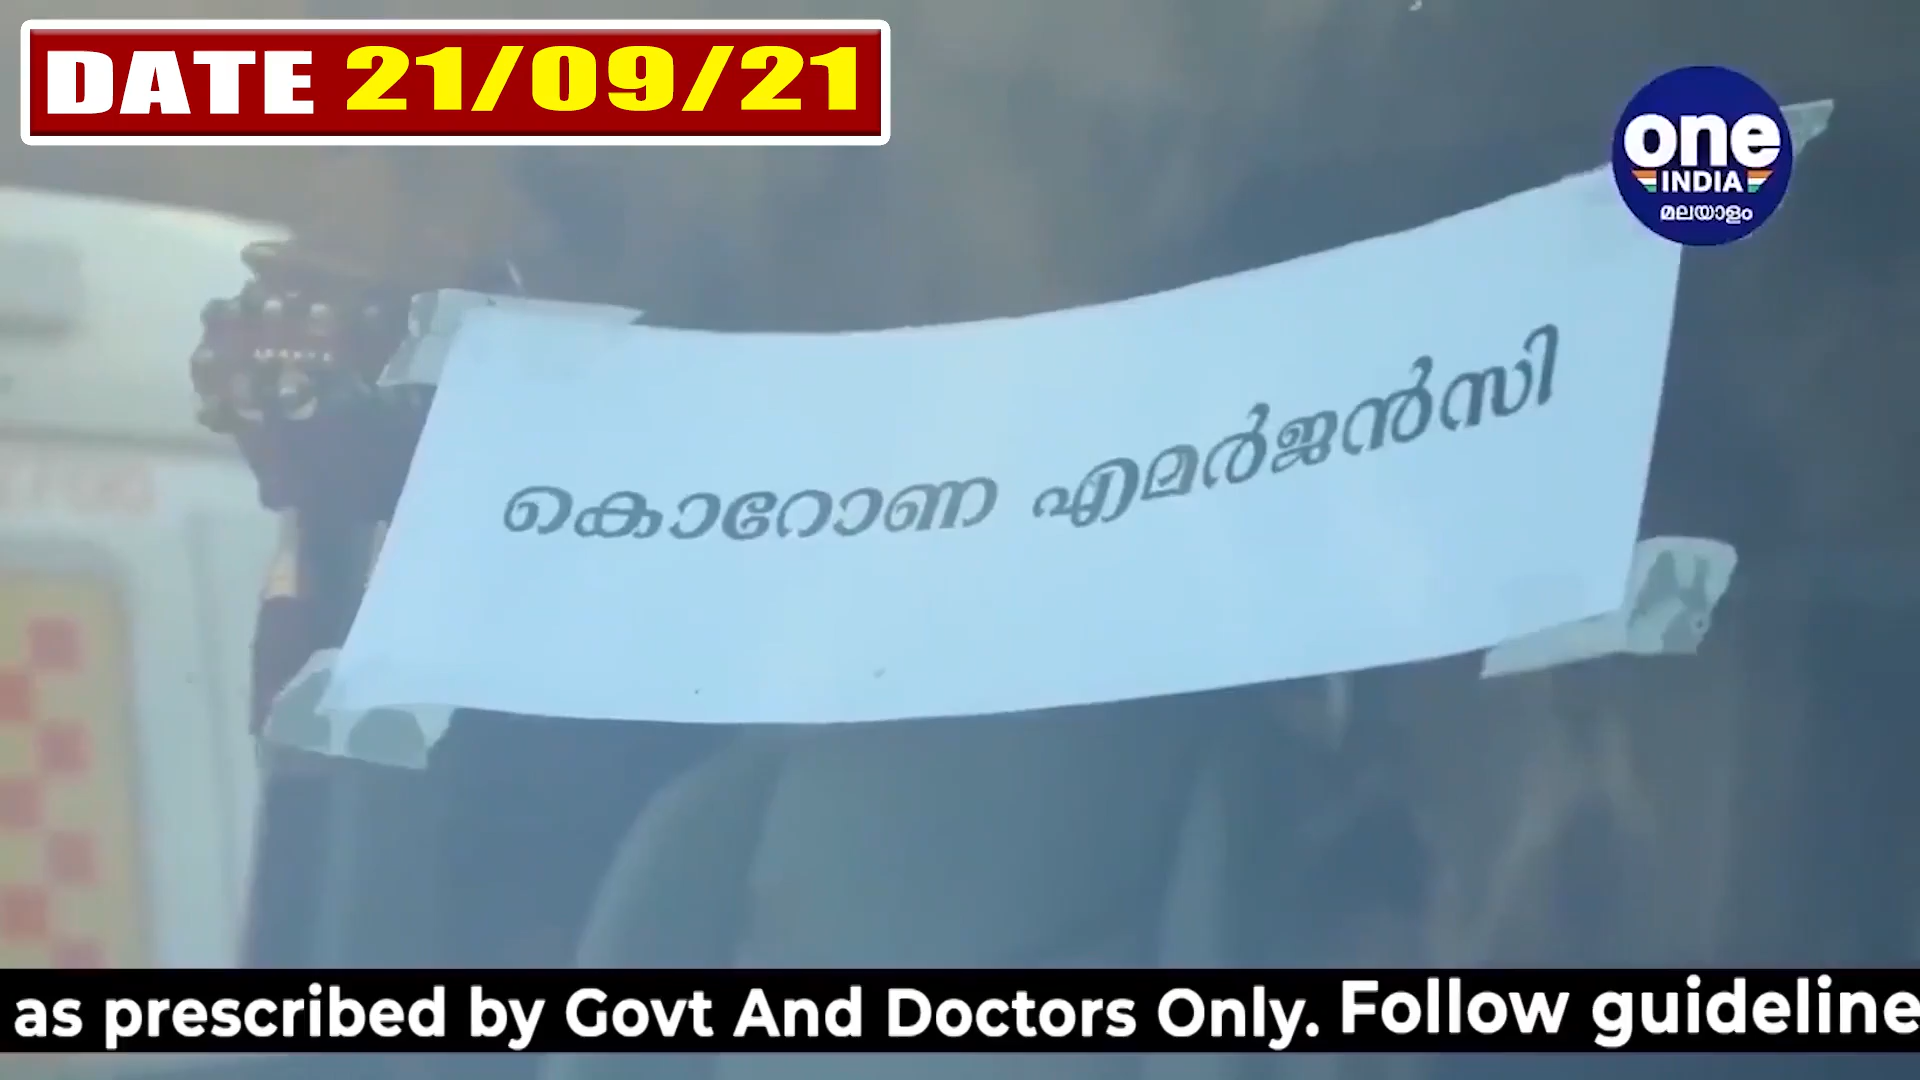 DATE 21/09/21
one
INDIA
മലയാളം
കൊറോണ എമർജൻസി
as prescribed by Govt And Doctors Only. Follow guideline